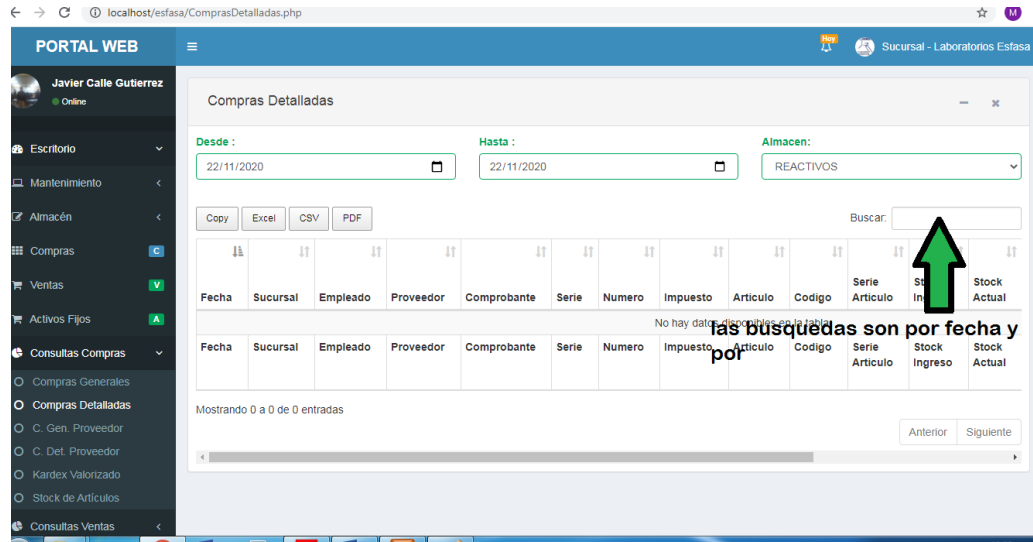 localhost/esfasa/ComprasDetalladas.php
M
PORTAL WEB
Hoy
Sucursal - Laboratorios Esfasa
Javier Calle Gutierrez
Online
Escritorio
Mantenimiento
Almacén
Compras C
Ventas V
Activos Fijos A
Consultas Compras
Compras Generales
Compras Detalladas
C. Gen. Proveedor
C. Det. Proveedor
Kardex Valorizado
Stock de Artículos
Consultas Ventas
Compras Detalladas
Desde : Hasta : Almacen:
22/11/2020 22/11/2020 REACTIVOS
Copy Excel CSV PDF Buscar:
Fecha Sucursal Empleado Proveedor Comprobante Serie Numero Impuesto Articulo Codigo Serie Articulo Stock Actual
No hay datos disponibles en la tabla
las busquedas son por fecha y
por
Fecha Sucursal Empleado Proveedor Comprobante Serie Numero Impuesto Articulo Codigo Serie Articulo Stock Ingreso Stock Actual
Mostrando 0 a 0 de 0 entradas
Anterior Siguiente